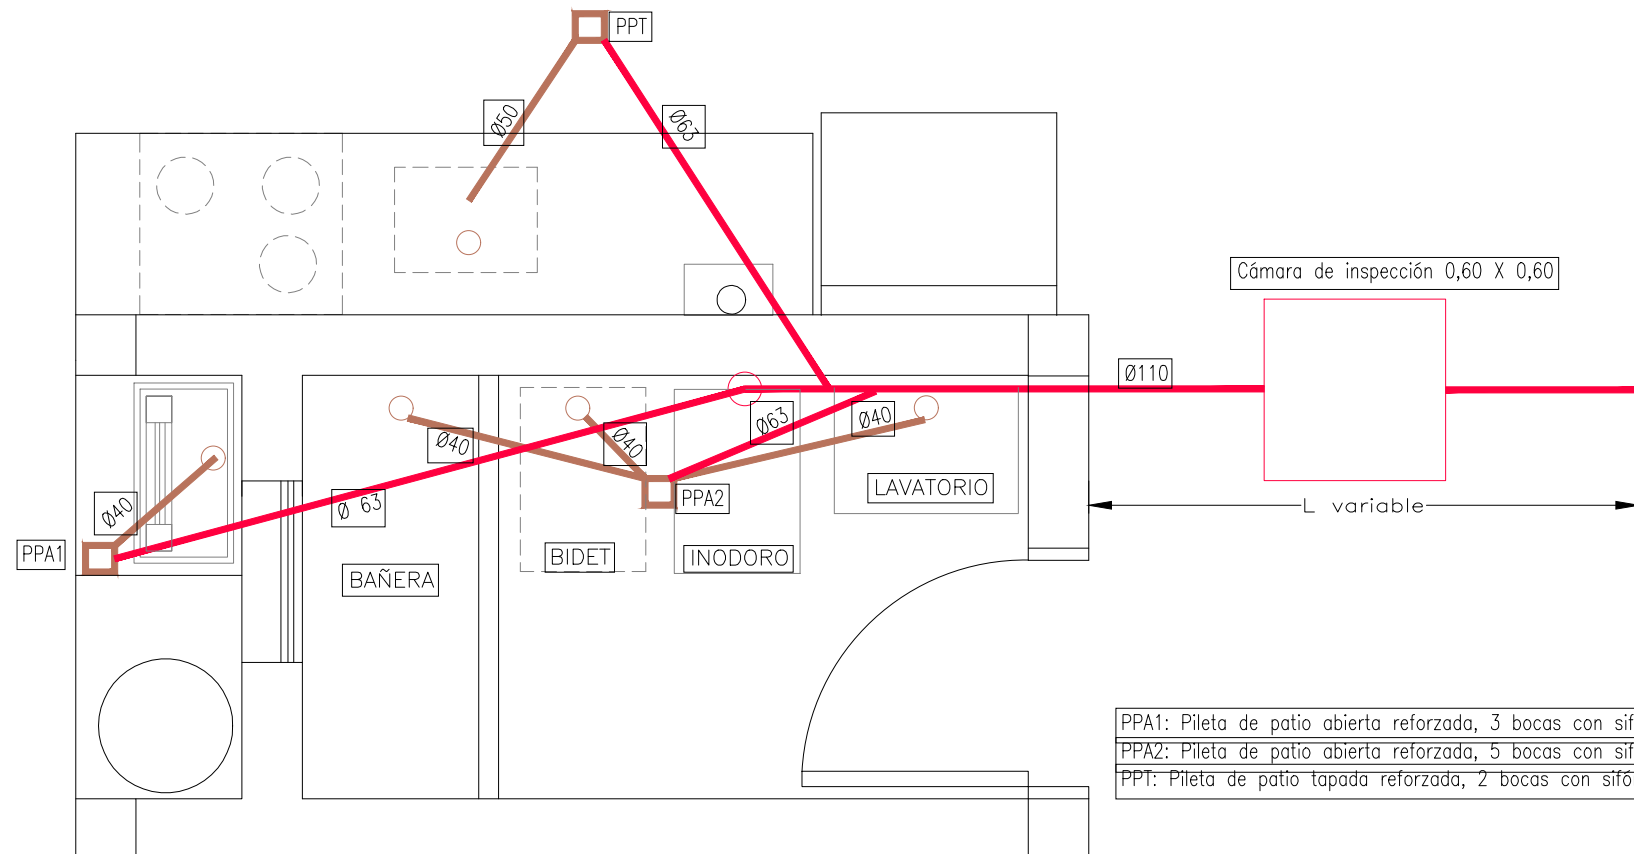 PPT
Ø50
Ø63
Cámara de inspección 0,60 X 0,60
Ø110
Ø63
Ø40
Ø40
Ø40
LAVATORIO
PPA2
Ø 63
L variable
Ø40
PPA1
BIDET
INODORO
BAÑERA
PPA1: Pileta de patio abierta reforzada, 3 bocas con sif
PPA2: Pileta de patio abierta reforzada, 5 bocas con sif
PPT: Pileta de patio tapada reforzada, 2 bocas con sifó